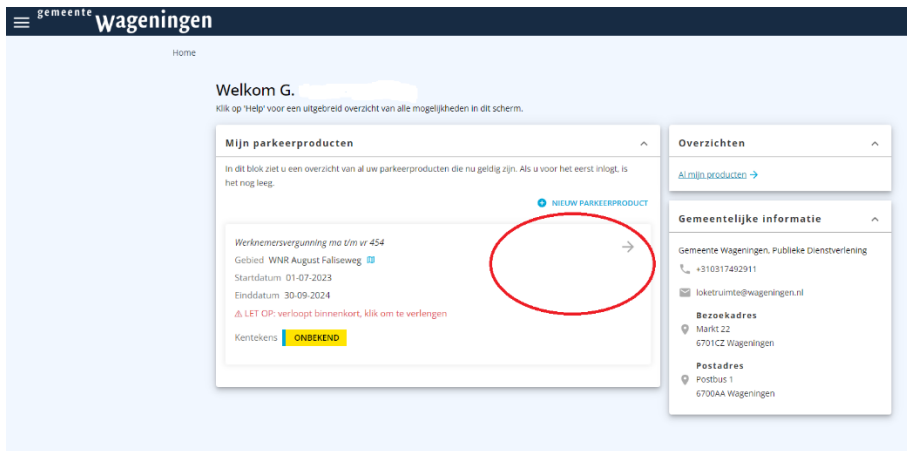 gemeente Wageningen
Home
Welkom G.
Klik op 'Help' voor een uitgebreid overzicht van alle mogelijkheden in dit scherm.
Mijn parkeerproducten
In dit blok ziet u een overzicht van al uw parkeerproducten die nu geldig zijn. Als u voor het eerst inlogt, is
het nog leeg.
NIEUW PARKEERPRODUCT
Werknemersvergunning ma t/m vr 454
Gebied WNR August Faliseweg
Startdatum 01-07-2023
Einddatum 30-09-2024
LET OP: verloopt binnenkort, klik om te verlengen
Kentekens ONBEKEND
Overzichten
Al mijn producten
Gemeentelijke informatie
Gemeente Wageningen, Publieke Dienstverlening
+310317492911
loketruimte@wageningen.nl
Bezoekadres
Markt 22
6701CZ Wageningen
Postadres
Postbus 1
6700AA Wageningen